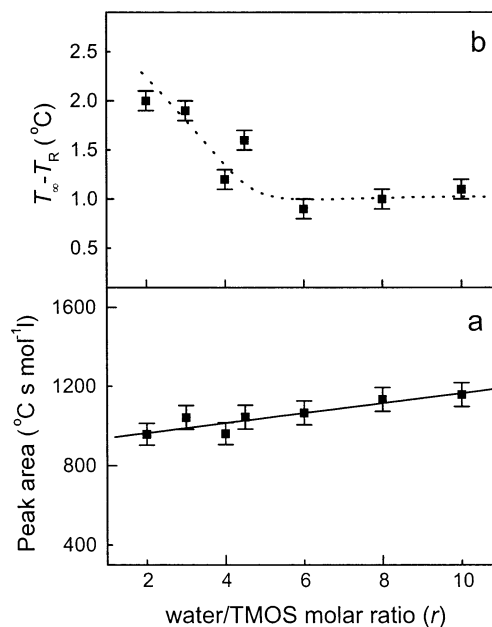 b
2.5
2.0
1.5
1.0
0.5
T∞-TR (°C)
a
1600
1200
800
400
Peak area (°C s mol⁻¹l)
2 4 6 8 10
water/TMOS molar ratio (r)